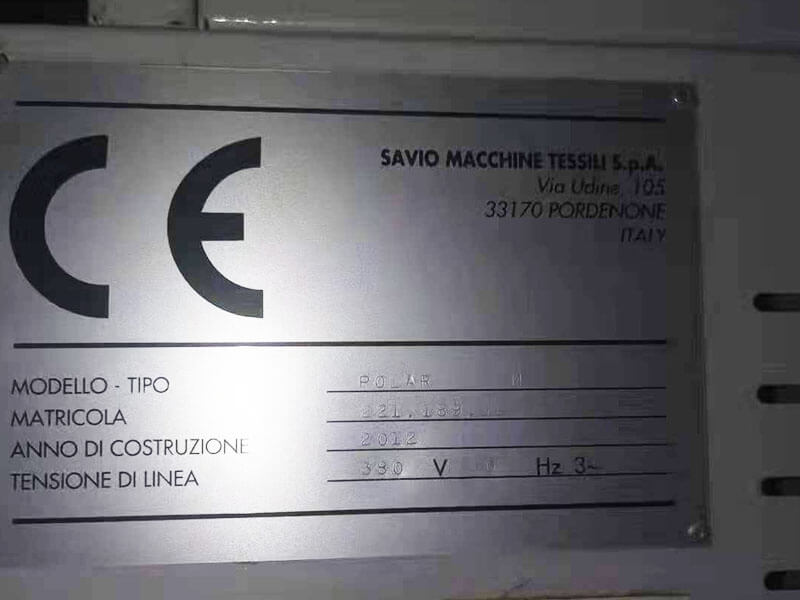 CE
SAVIO MACCHINE TESSILI S.p.A.
Via Udine, 105
33170 PORDENONE
ITALY
MODELLO - TIPO POLAR M
MATRICOLA
ANNO DI COSTRUZIONE 2012
TENSIONE DI LINEA 380 V Hz 3~